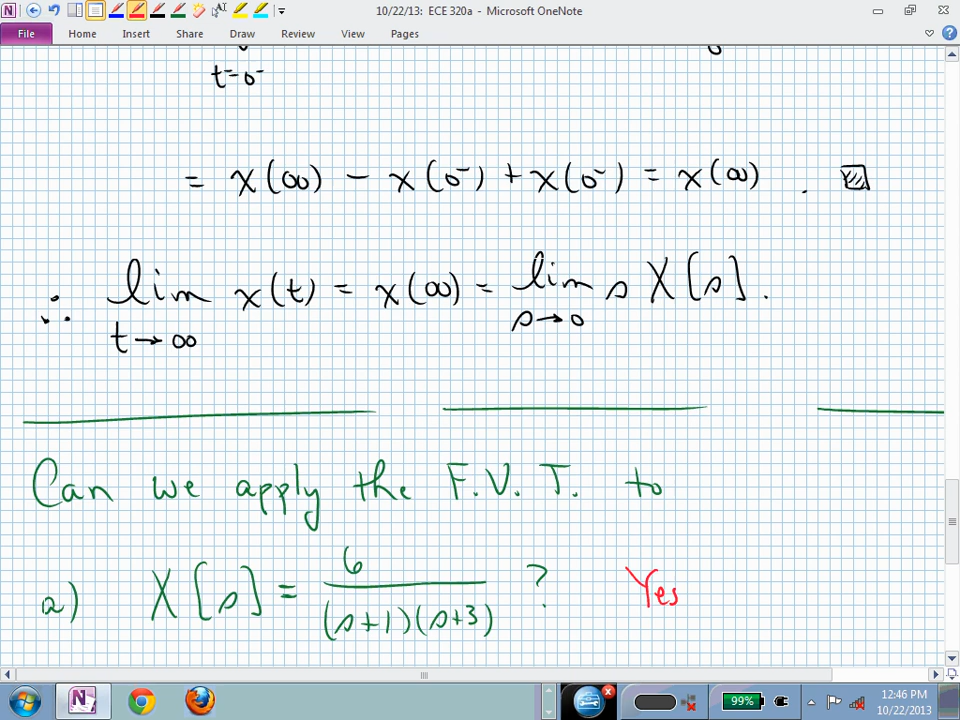 10/22/13: ECE 320a - Microsoft OneNote
File Home Insert Share Draw Review View Pages
t=0⁻
= x(∞) - x(0⁻) + x(0⁻) = x(∞) .
∴ lim x(t) = x(∞) = lim s X[s].
t→∞ s→0
Can we apply the F.V.T. to
a) X[s] = 6 / (s+1)(s+3) ? Yes
99% 12:46 PM
10/22/2013